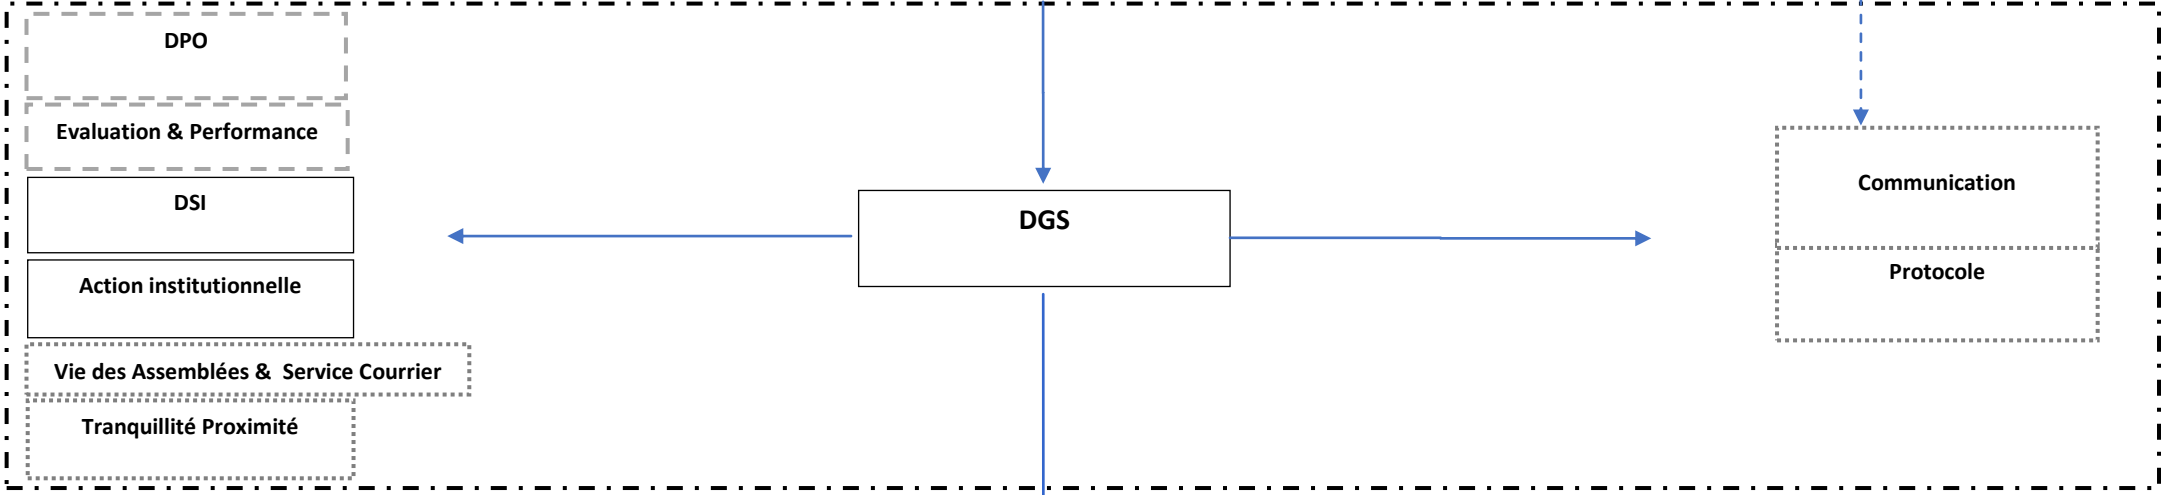 DPO
Evaluation & Performance
DSI
Action institutionnelle
Vie des Assemblées &  Service Courrier
Tranquillité Proximité
DGS
Communication
Protocole